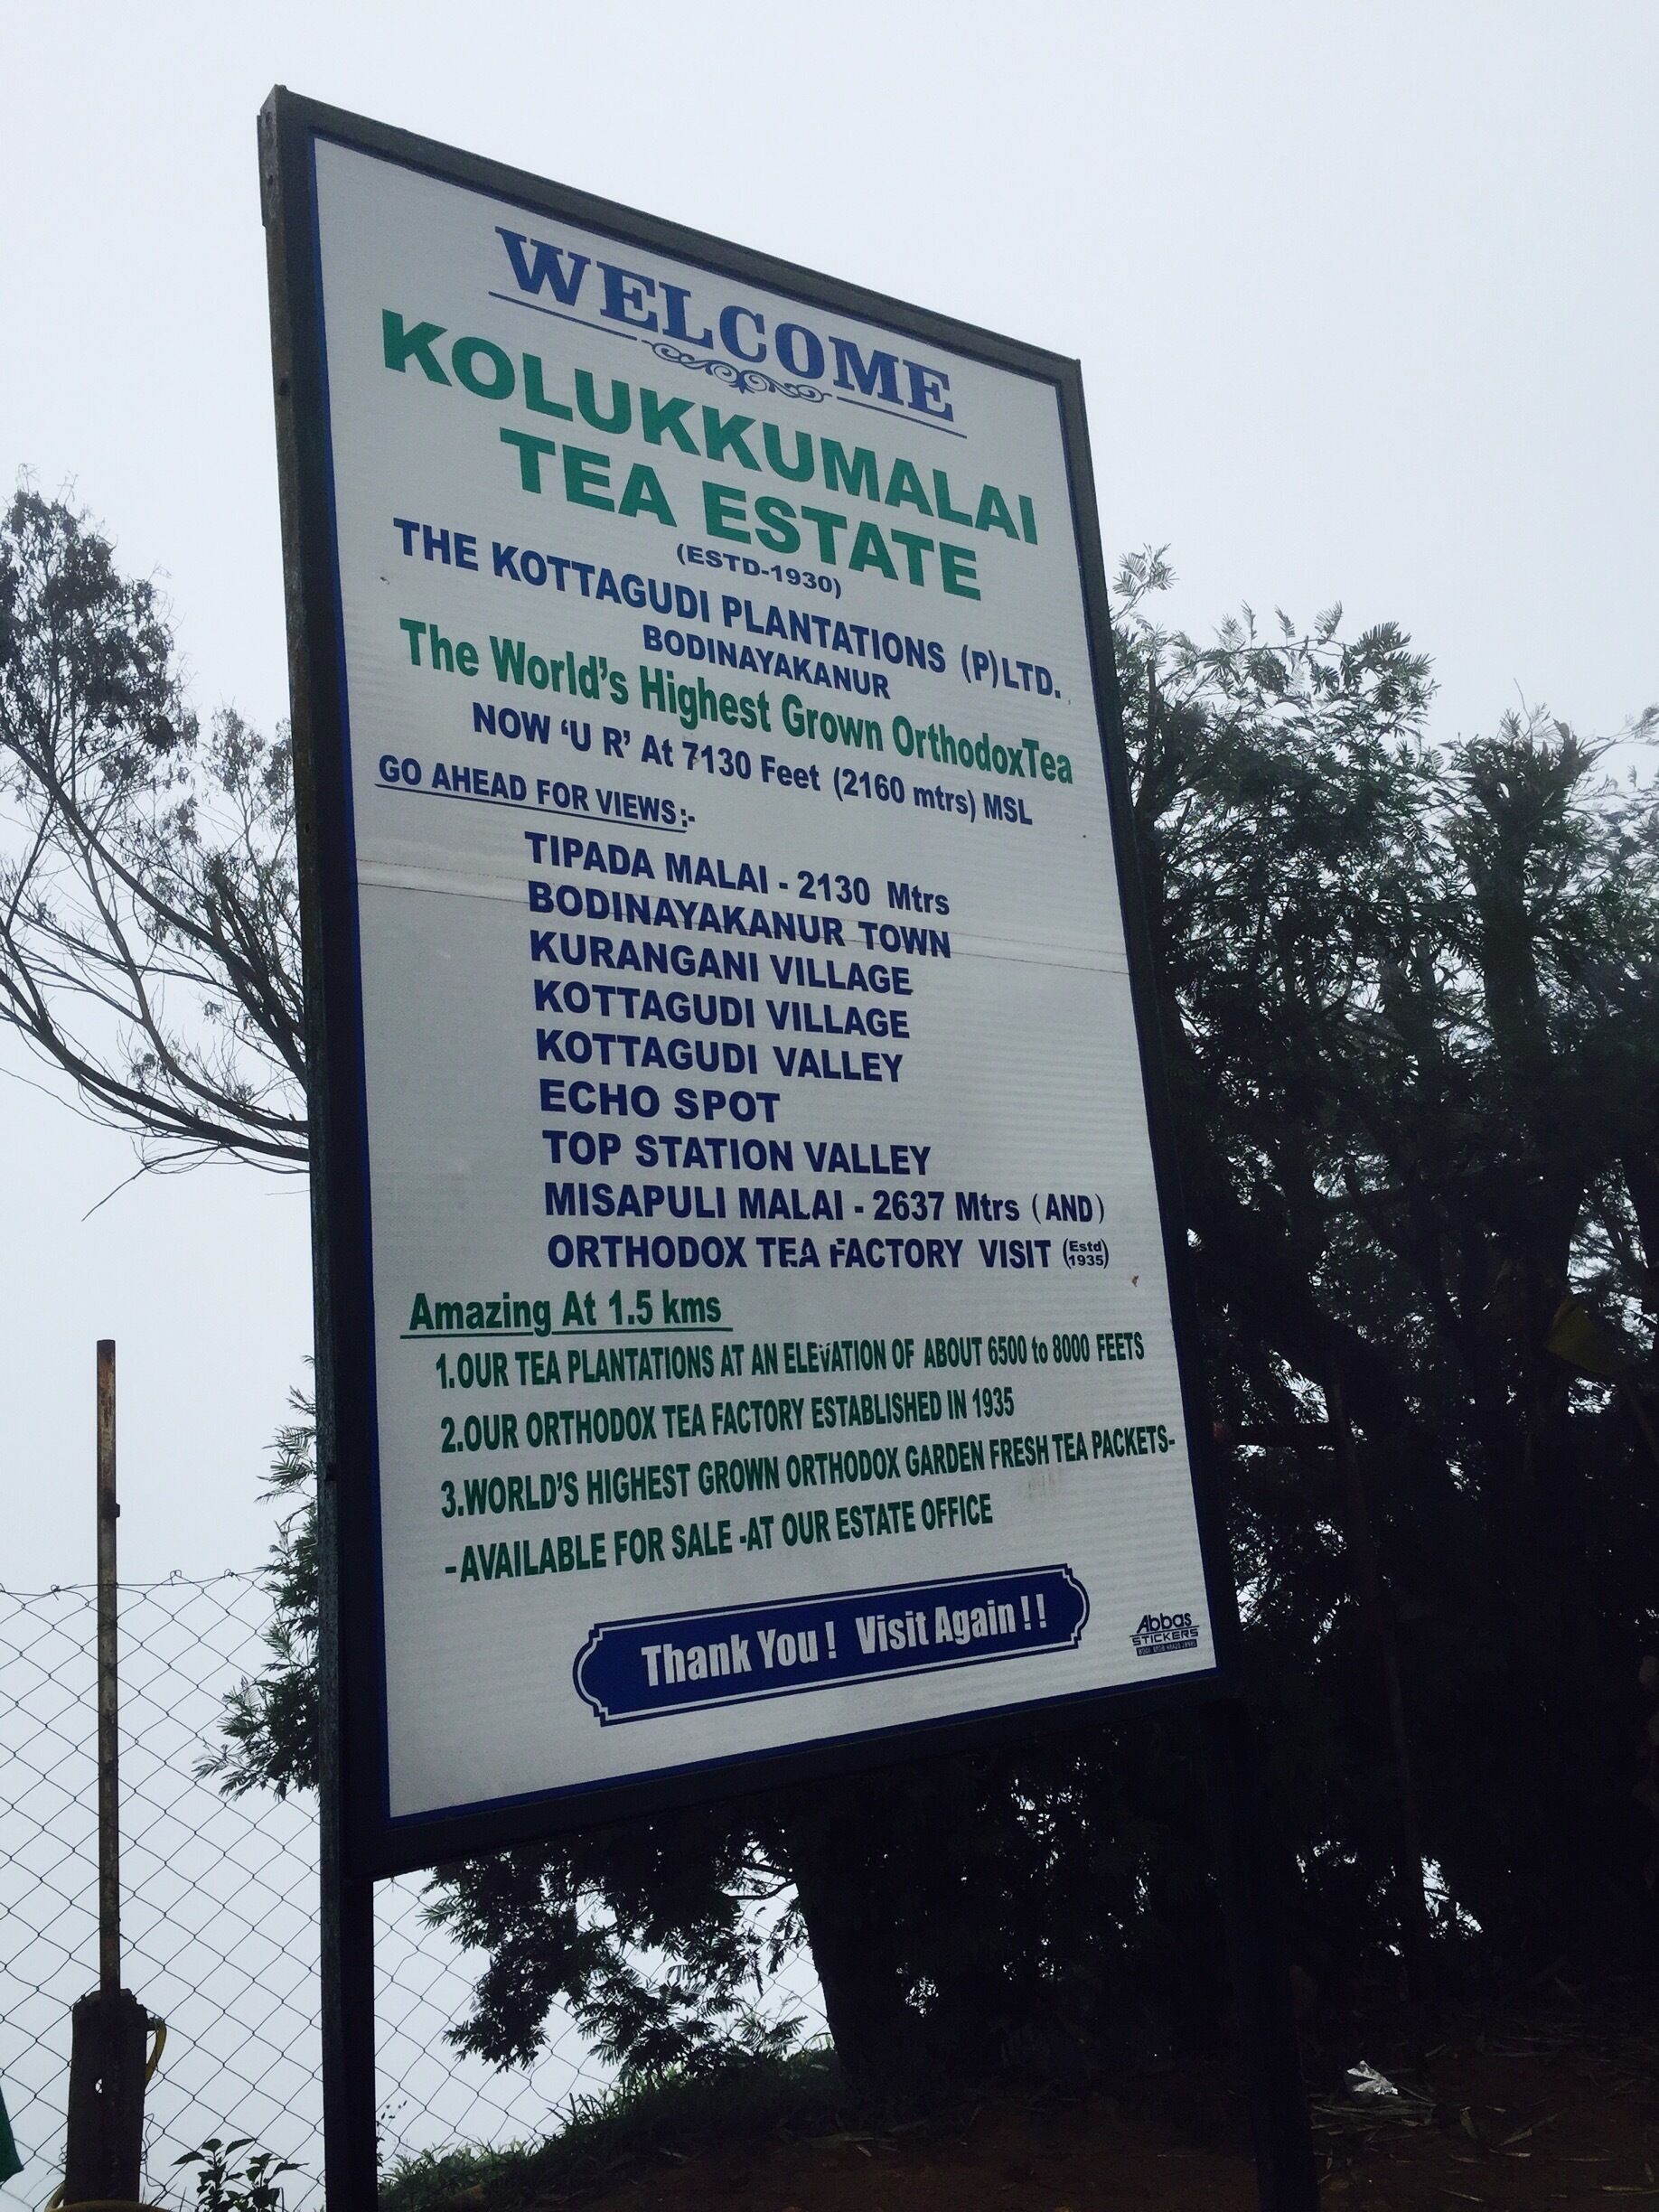 WELCOME
KOLUKKUMALAI
TEA ESTATE
(ESTD-1930)
THE KOTTAGUDI PLANTATIONS (P)LTD.
BODINAYAKANUR
The World's Highest Grown OrthodoxTea
NOW 'U R' At 7130 Feet (2160 mtrs) MSL
GO AHEAD FOR VIEWS:-
TIPADA MALAI - 2130 Mtrs
BODINAYAKANUR TOWN
KURANGANI VILLAGE
KOTTAGUDI VILLAGE
KOTTAGUDI VALLEY
ECHO SPOT
TOP STATION VALLEY
MISAPULI MALAI - 2637 Mtrs (AND)
ORTHODOX TEA FACTORY VISIT (Estd 1935)
Amazing At 1.5 kms
1.OUR TEA PLANTATIONS AT AN ELEVATION OF ABOUT 6500 to 8000 FEETS
2.OUR ORTHODOX TEA FACTORY ESTABLISHED IN 1935
3.WORLD'S HIGHEST GROWN ORTHODOX GARDEN FRESH TEA PACKETS-
-AVAILABLE FOR SALE -AT OUR ESTATE OFFICE
Thank You! Visit Again!!
Abbas
STICKERS